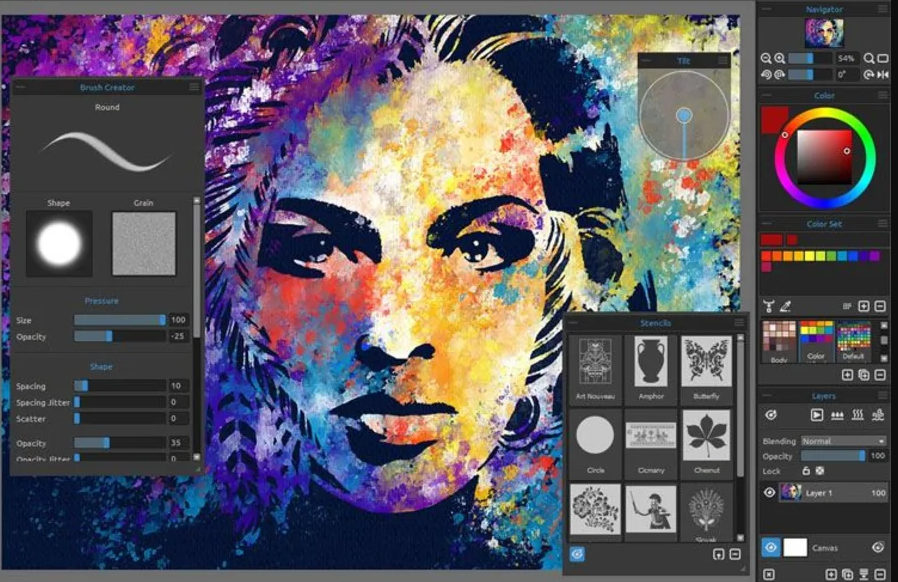 Brush Creator
Round
Shape
Grain
Pressure
Size 100
Opacity -25
Shape
Spacing 10
Spacing Jitter 0
Scatter 0
Opacity 35
Opacity Jitter 0
Tilt
Stencils
Art Nouveau
Amphor
Butterfly
Circle
Cicmany
Chesnut
Slovak
Navigator
54%
0°
Color
Color Set
Body
Color
Default
Layers
Blending Normal
Opacity 100
Lock
Layer 1 100
Canvas